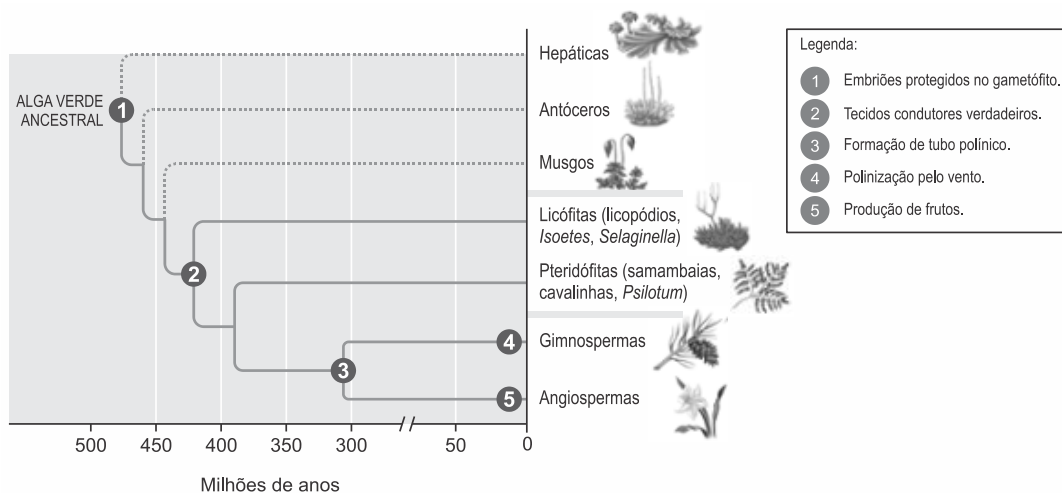 Hepáticas
ALGA VERDE
ANCESTRAL
1
Antóceros
Musgos
Licófitas (licopódios,
Isoetes, Selaginella)
2
Pteridófitas (samambaias,
cavalinhas, Psilotum)
4
Gimnospermas
3
5
Angiospermas
500 450 400 350 300 50 0
Milhões de anos
Legenda:
1 Embriões protegidos no gametófito.
2 Tecidos condutores verdadeiros.
3 Formação de tubo polínico.
4 Polinização pelo vento.
5 Produção de frutos.